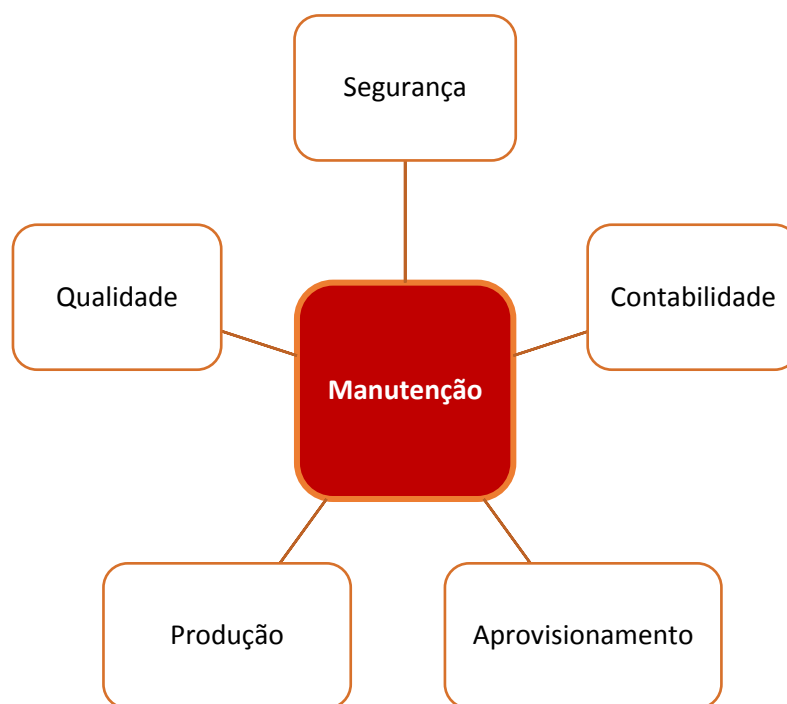 Segurança
Qualidade
Contabilidade
Manutenção
Produção
Aprovisionamento